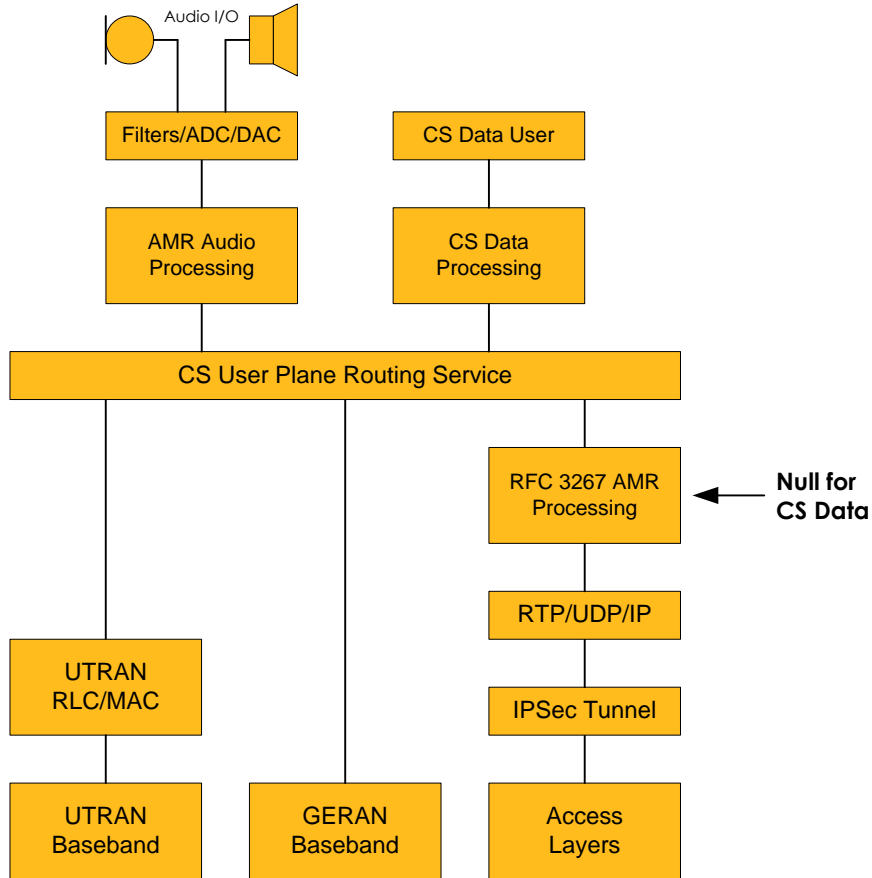 Audio I/O
Filters/ADC/DAC
CS Data User
AMR Audio
Processing
CS Data
Processing
CS User Plane Routing Service
RFC 3267 AMR
Processing
Null for
CS Data
RTP/UDP/IP
UTRAN
RLC/MAC
IPSec Tunnel
UTRAN
Baseband
GERAN
Baseband
Access
Layers